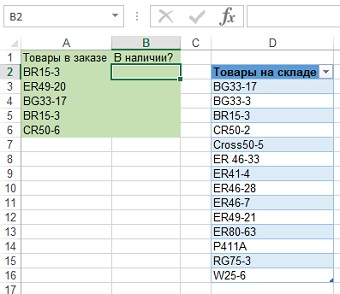 B2
fx
A B C D
1 Товары в заказе В наличии?
2 BR15-3 Товары на складе
3 ER49-20 BG33-17
4 BG33-17 BG33-3
5 BR15-3 BR15-3
6 CR50-6 CR50-2
7 Cross50-5
8 ER 46-33
9 ER41-4
10 ER46-28
11 ER46-7
12 ER49-21
13 ER80-63
14 P411A
15 RG75-3
16 W25-6
17